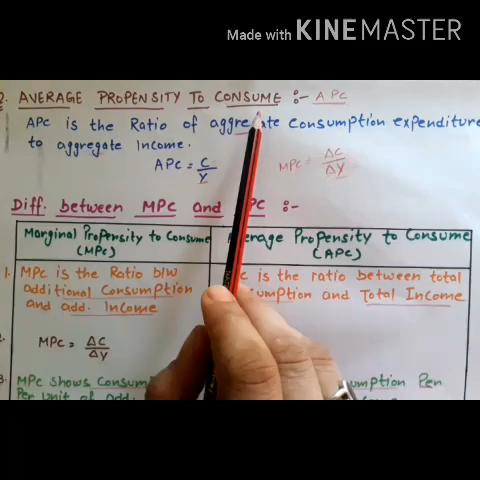 Made with KINEMASTER
2. AVERAGE PROPENSITY TO CONSUME :- APC
APC is the Ratio of aggregate Consumption expenditure
to aggregate Income.
APC = C/Y MPC = ΔC/ΔY
Diff. between MPC and PC :-
Marginal Propensity to Consume
(MPC)
erage Propensity to Consume
(APC)
1. MPC is the Ratio b/w
additional Consumption
and add. Income
C is the ratio between total
sumption and Total Income
MPC = ΔC/ΔY
3. MPC shows Consum
Per unit of add.
umption Per